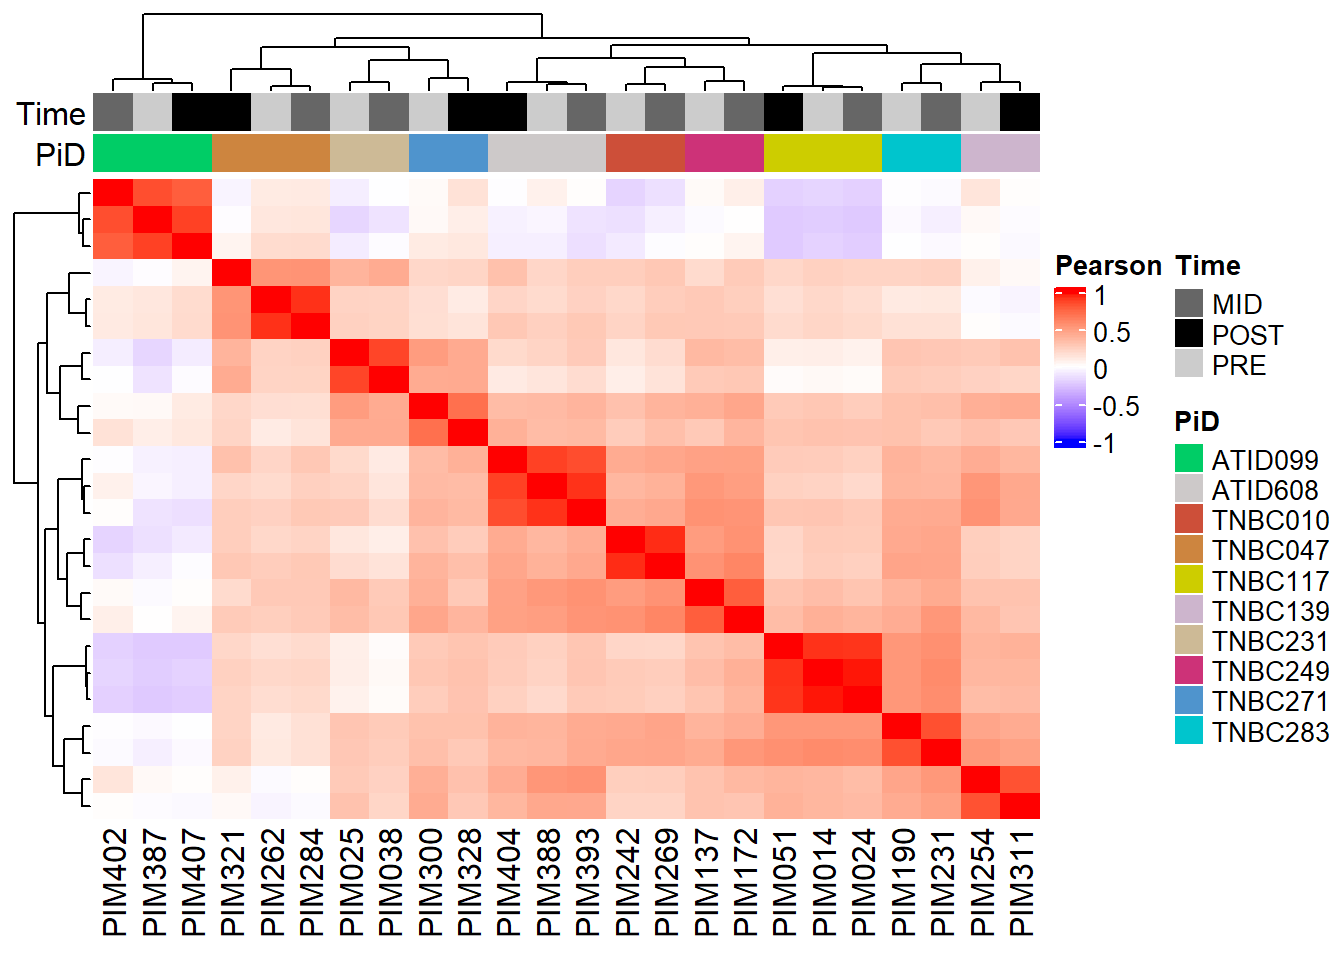 Time
PiD
Pearson
1
0.5
0
-0.5
-1
Time
MID
POST
PRE
PiD
ATID099
ATID608
TNBC010
TNBC047
TNBC117
TNBC139
TNBC231
TNBC249
TNBC271
TNBC283
PIM402
PIM387
PIM407
PIM321
PIM262
PIM284
PIM025
PIM038
PIM300
PIM328
PIM404
PIM388
PIM393
PIM242
PIM269
PIM137
PIM172
PIM051
PIM014
PIM024
PIM190
PIM231
PIM254
PIM311